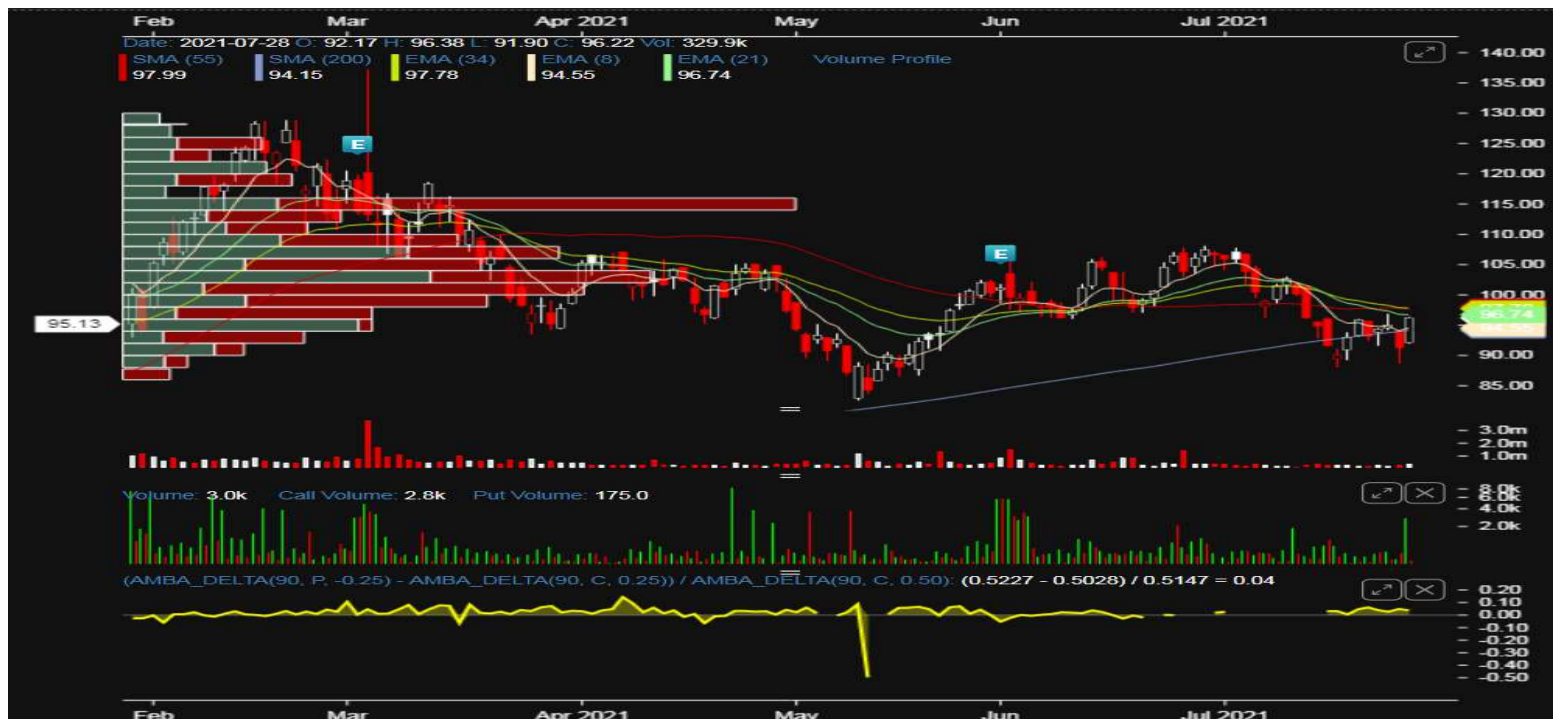 Feb Mar Apr 2021 May Jun Jul 2021
Date: 2021-07-28 O: 92.17 H: 96.38 L: 91.90 C: 96.22 Vol: 329.9k
SMA (55) SMA (200) EMA (34) EMA (8) EMA (21) Volume Profile
97.99 94.15 97.78 94.55 96.74
140.00
135.00
130.00
125.00
E
120.00
115.00
110.00
E
105.00
100.00
96.74
95.13
94.55
90.00
85.00
3.0m
2.0m
1.0m
Volume: 3.0k Call Volume: 2.8k Put Volume: 175.0
8.0k
6.0k
4.0k
2.0k
(AMBA_DELTA(90, P, -0.25) - AMBA_DELTA(90, C, 0.25)) / AMBA_DELTA(90, C, 0.50): (0.5227 - 0.5028) / 0.5147 = 0.04
0.20
0.10
0.00
-0.10
-0.20
-0.30
-0.40
-0.50
Feb Mar Apr 2021 May Jun Jul 2021